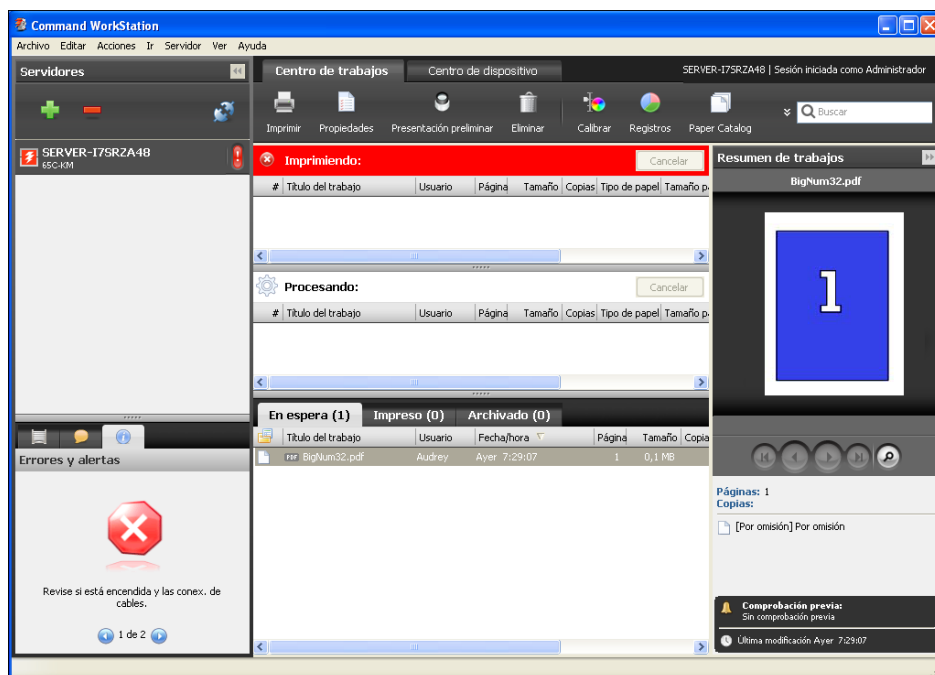 Command WorkStation
Archivo Editar Acciones Ir Servidor Ver Ayuda
Servidores
Centro de trabajos Centro de dispositivo
SERVER-I7SRZA48 | Sesión iniciada como Administrador
Imprimir Propiedades Presentación preliminar Eliminar Calibrar Registros Paper Catalog
Buscar
SERVER-I7SRZA48
65C-KM
Imprimiendo: Cancelar
# Título del trabajo Usuario Página Tamaño Copias Tipo de papel Tamaño p
Procesando: Cancelar
# Título del trabajo Usuario Página Tamaño Copias Tipo de papel Tamaño p
En espera (1) Impreso (0) Archivado (0)
Título del trabajo Usuario Fecha/hora Página Tamaño Copia
PDF BigNum32.pdf Audrey Ayer 7:29:07 1 0,1 MB
Errores y alertas
Revise si está encendida y las conex. de
cables.
1 de 2
Resumen de trabajos
BigNum32.pdf
1
Páginas: 1
Copias:
[Por omisión] Por omisión
Comprobación previa:
Sin comprobación previa
Última modificación Ayer 7:29:07